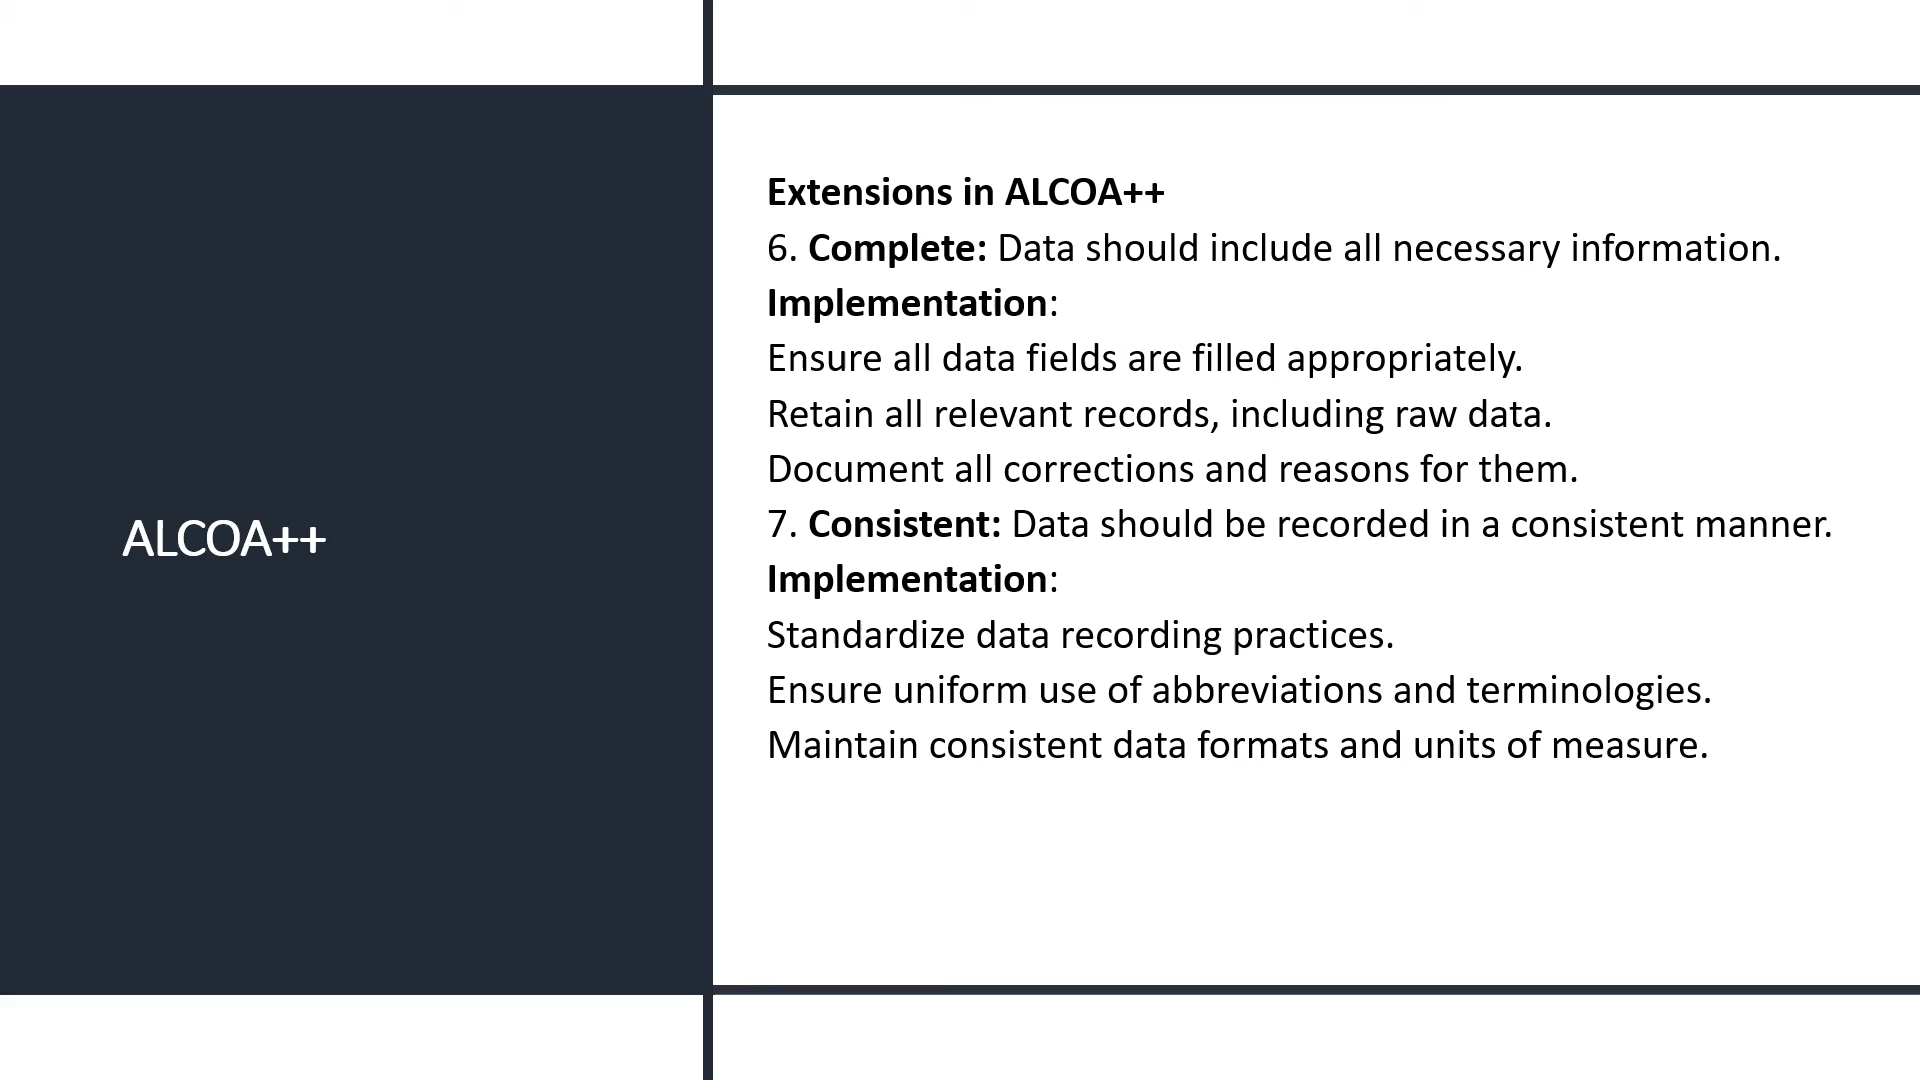 ALCOA++
Extensions in ALCOA++
6. Complete: Data should include all necessary information.
Implementation:
Ensure all data fields are filled appropriately.
Retain all relevant records, including raw data.
Document all corrections and reasons for them.
7. Consistent: Data should be recorded in a consistent manner.
Implementation:
Standardize data recording practices.
Ensure uniform use of abbreviations and terminologies.
Maintain consistent data formats and units of measure.